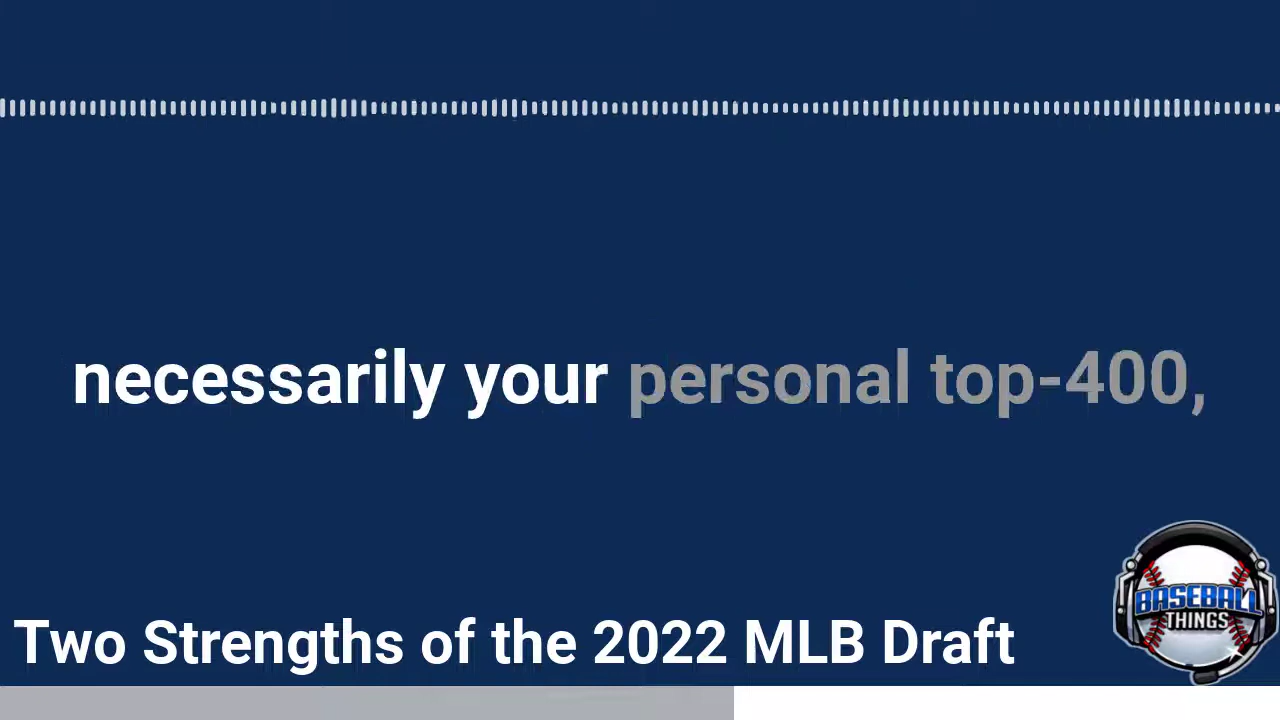 necessarily your personal top-400,
BASEBALL
THINGS
Two Strengths of the 2022 MLB Draft